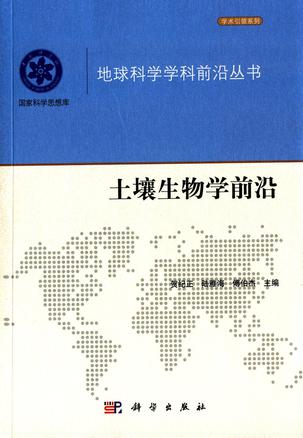 学术引领系列
地球科学学科前沿丛书
国家科学思想库
土壤生物学前沿
贺纪正 陆雅海 傅伯杰 主编
科学出版社